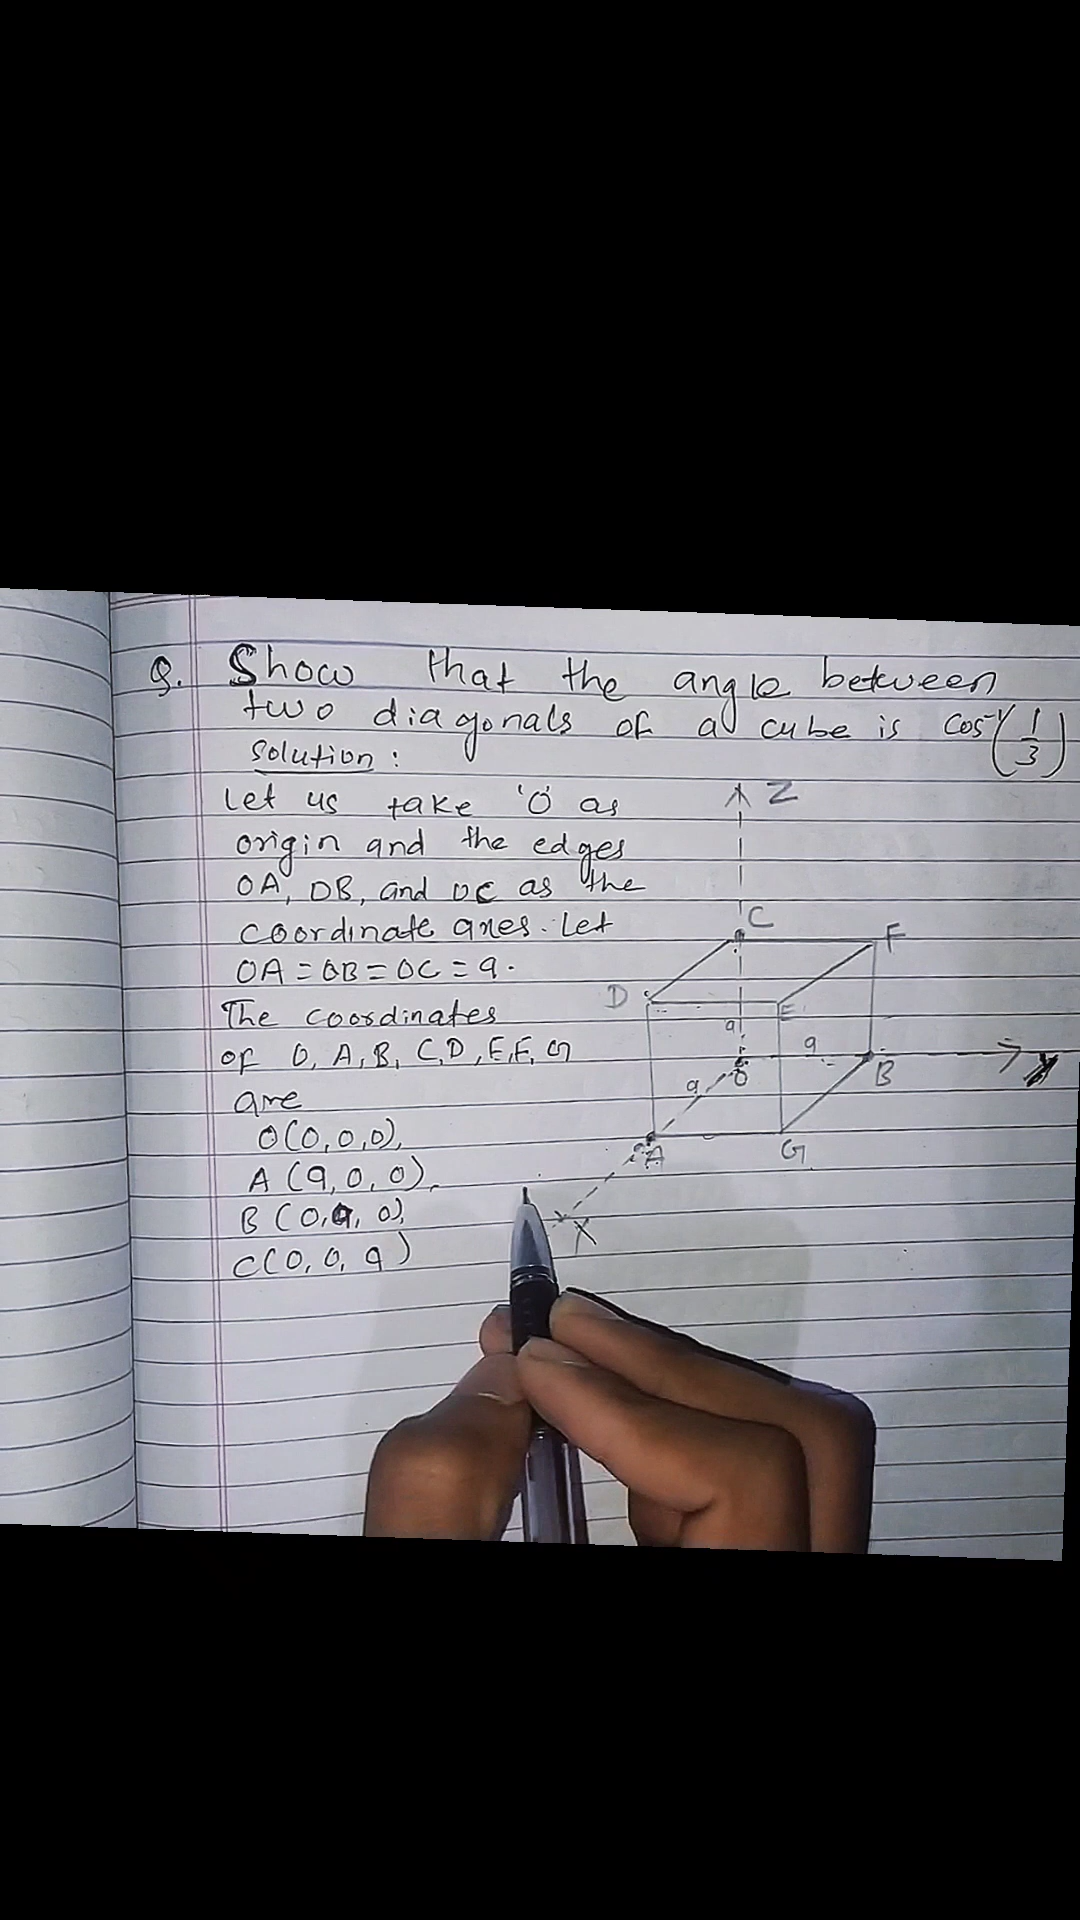 Q. Show that the angle between
two diagonals of a cube is cos⁻¹(1/3)
Solution:
Let us take 'O' as
origin and the edges
OA, OB, and OC as the
coordinate axes. Let
OA = OB = OC = a.
The coordinates
of O, A, B, C, D, E, F, G
are
O(0,0,0),
A (a, 0, 0),
B (0, a, 0),
C(0, 0, a)
Z
C
F
D
E
a
a
O
B
Y
a
A
G
X